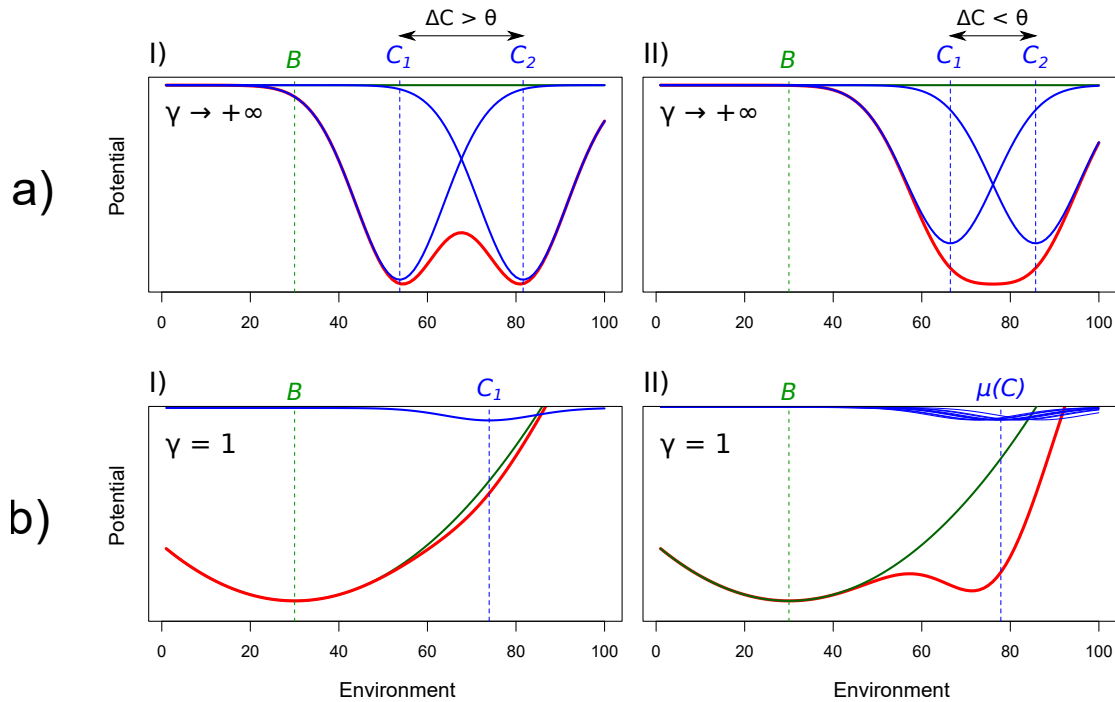 ΔC > θ
ΔC < θ
I)
B
C1
C2
II)
B
C1
C2
γ → +∞
γ → +∞
a)
Potential
0 20 40 60 80 100
0 20 40 60 80 100
I)
B
C1
II)
B
μ(C)
γ = 1
γ = 1
b)
Potential
0 20 40 60 80 100
0 20 40 60 80 100
Environment
Environment